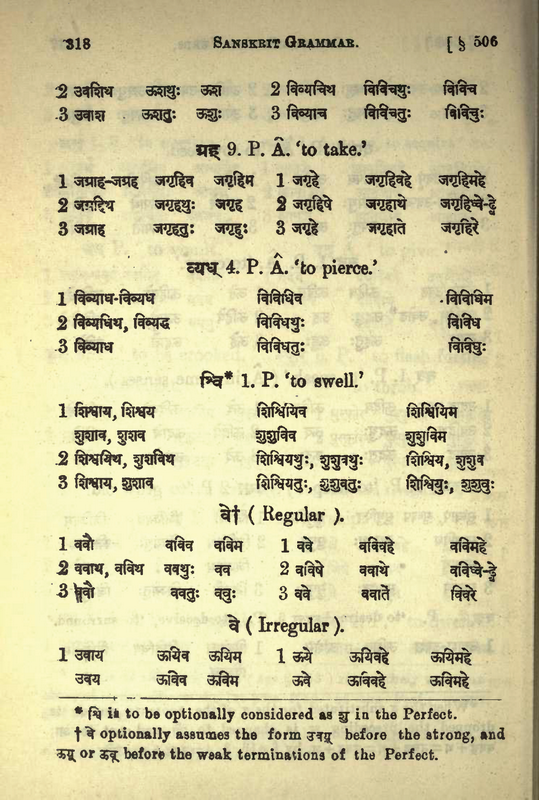 318 SANSKRIT GRAMMAR. [ § 506
2 उवशिथ ऊशथुः ऊश 2 विव्यचिथ विविचथुः विविच
3 उवाश ऊशतुः ऊशुः 3 विव्याच विविचतुः विविचुः
ग्रह् 9. P. Â. ‘to take.’
1 जग्राह-जग्रह जगृहिव जगृहिम 1 जगृहे जगृहिवहे जगृहिमहे
2 जग्रहिथ जगृहथुः जगृह 2 जगृहिषे जगृहाथे जगृहिध्वे-ढ्वे
3 जग्राह जगृहतुः जगृहुः 3 जगृहे जगृहाते जगृहिरे
व्यध् 4. P. Â. ‘to pierce.’
1 विव्याध-विव्यध विविधिव विविधिम
2 विव्यधिथ, विव्यद्ध विविधथुः विविध
3 विव्याध विविधतुः विविधुः
श्वि* 1. P. ‘to swell.’
1 शिश्वाय, शिश्वय शिश्वियिव शिश्वियिम
शुशाव, शुशव शुशुविव शुशुविम
2 शिश्वयिथ, शुशविथ शिश्वियथुः, शुशुवथुः शिश्विय, शुशुव
3 शिश्वाय, शुशाव शिश्वियतुः, शुशुवतुः शिश्वियुः, शुशुवुः
वे† ( Regular ).
1 ववौ वविव वविम 1 ववे वविवहे वविमहे
2 ववाथ, वविथ ववथुः वव 2 वविषे ववाथे वविध्वे-ढ्वे
3 ववौ ववतुः ववुः 3 ववे ववाते वविरे
वे ( Irregular ).
1 उवाय ऊयिव ऊयिम 1 ऊये ऊयिवहे ऊयिमहे
उवय ऊविव ऊविम ऊवे ऊविवहे ऊविमहे
* श्वि is to be optionally considered as शु in the Perfect.
† वे optionally assumes the form उवय् before the strong, and
ऊय् or ऊव् before the weak terminations of the Perfect.